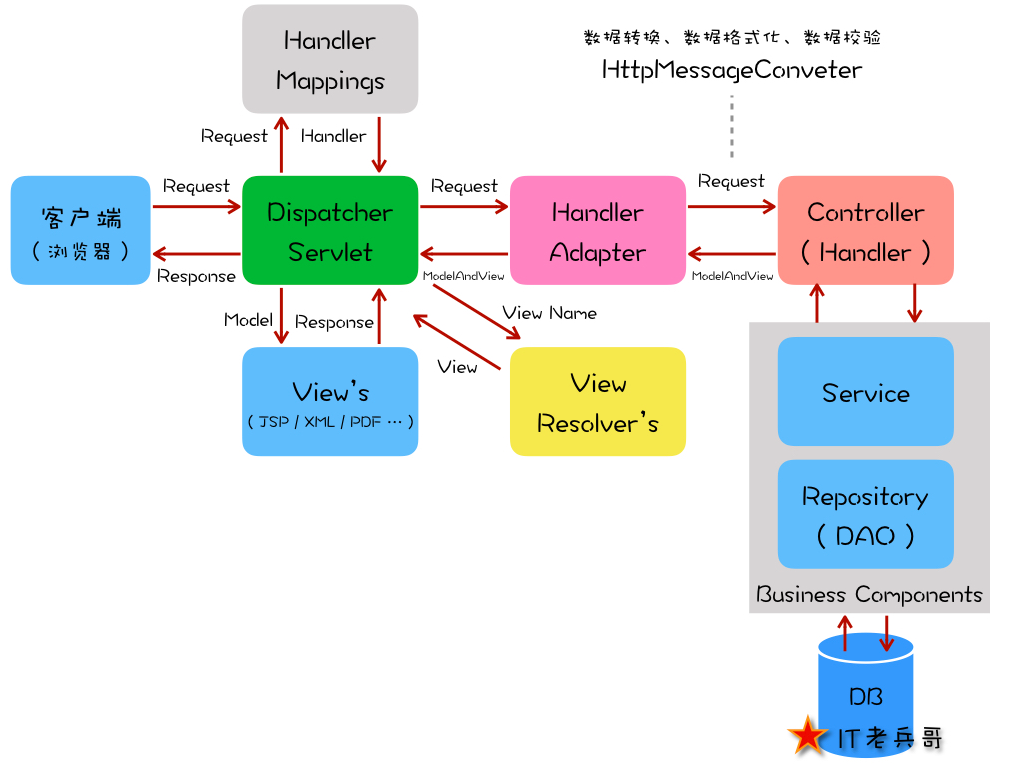 Handler
Mappings
数据转换、数据格式化、数据校验
HttpMessageConveter
Request
Handler
Request
Request
Request
客户端
(浏览器)
Dispatcher
Servlet
Handler
Adapter
Controller
(Handler)
Response
ModelAndView
ModelAndView
Model
Response
View Name
View
View's
(JSP / XML / PDF ···)
View
Resolver's
Service
Repository
(DAO)
Business Components
DB
IT老兵哥